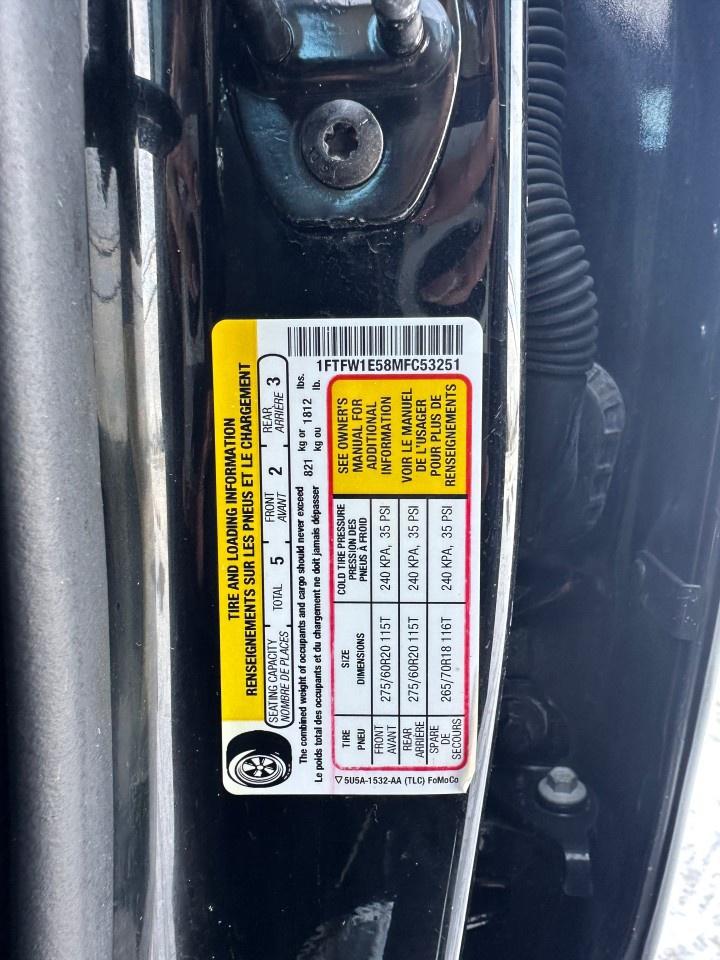 1FTFW1E58MFC53251
TIRE AND LOADING INFORMATION
RENSEIGNEMENTS SUR LES PNEUS ET LE CHARGEMENT
SEATING CAPACITY TOTAL 5 FRONT 2 REAR 3
NOMBRE DE PLACES AVANT ARRIÈRE
The combined weight of occupants and cargo should never exceed 821 kg or 1812 lbs.
Le poids total des occupants et du chargement ne doit jamais dépasser kg ou lb.
TIRE SIZE COLD TIRE PRESSURE
PNEU DIMENSIONS PRESSION DES
PNEUS À FROID
FRONT
AVANT 275/60R20 115T 240 KPA, 35 PSI
REAR
ARRIÈRE 275/60R20 115T 240 KPA, 35 PSI
SPARE
DE
SECOURS 265/70R18 116T 240 KPA, 35 PSI
SEE OWNER'S
MANUAL FOR
ADDITIONAL
INFORMATION
VOIR LE MANUEL
DE L'USAGER
POUR PLUS DE
RENSEIGNEMENTS
5U5A-1532-AA (TLC) FoMoCo